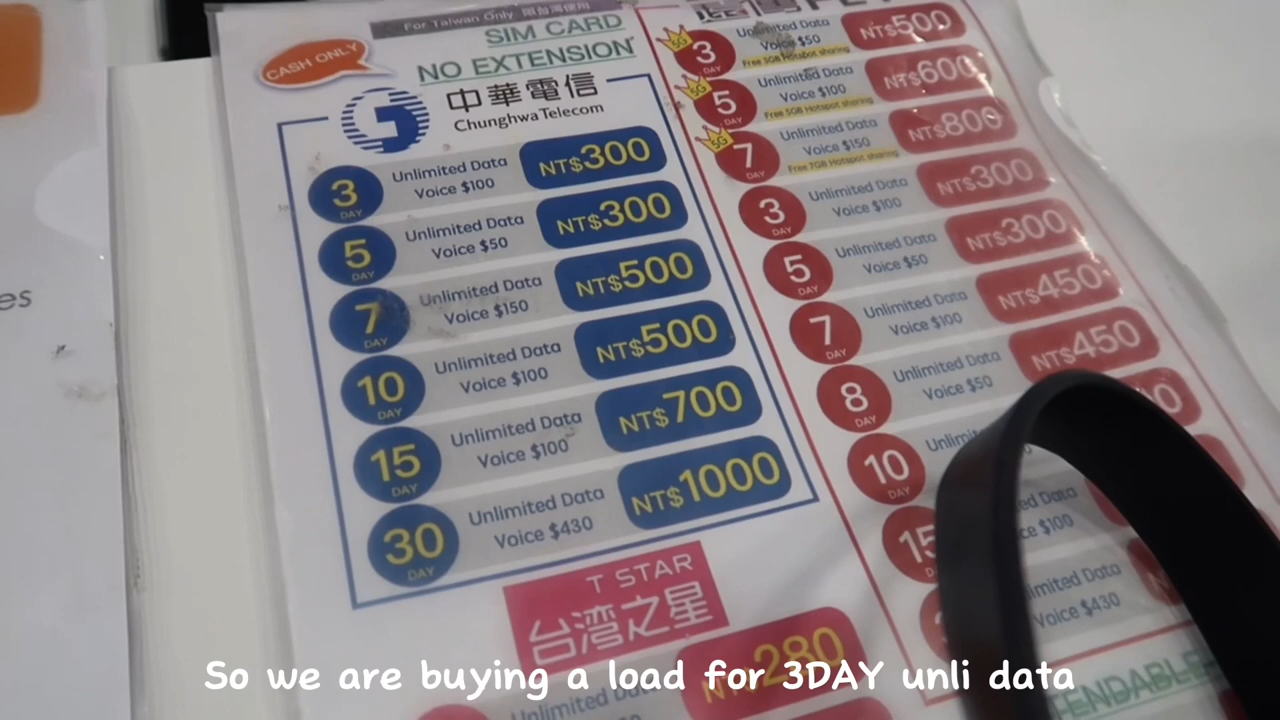 For Taiwan Only 限台灣使用
CASH ONLY
SIM CARD
NO EXTENSION
中華電信
Chunghwa Telecom
3 DAY Unlimited Data Voice $100 NT$300
5 DAY Unlimited Data Voice $50 NT$300
7 DAY Unlimited Data Voice $150 NT$500
10 DAY Unlimited Data Voice $100 NT$500
15 DAY Unlimited Data Voice $100 NT$700
30 DAY Unlimited Data Voice $430 NT$1000
T STAR
台湾之星
NT$280
Unlimited Data
5G 3 DAY Unlimited Data Voice $50 Free 3GB Hotspot sharing NT$500
5G 5 DAY Unlimited Data Voice $100 Free 5GB Hotspot sharing NT$600
5G 7 DAY Unlimited Data Voice $150 Free 7GB Hotspot sharing NT$800
3 DAY Unlimited Data Voice $100 NT$300
5 DAY Unlimited Data Voice $50 NT$300
7 DAY Unlimited Data Voice $100 NT$450
8 DAY Unlimited Data Voice $50 NT$450
10 DAY
15 Data $100
Data Voice $430
es
So we are buying a load for 3DAY unli data